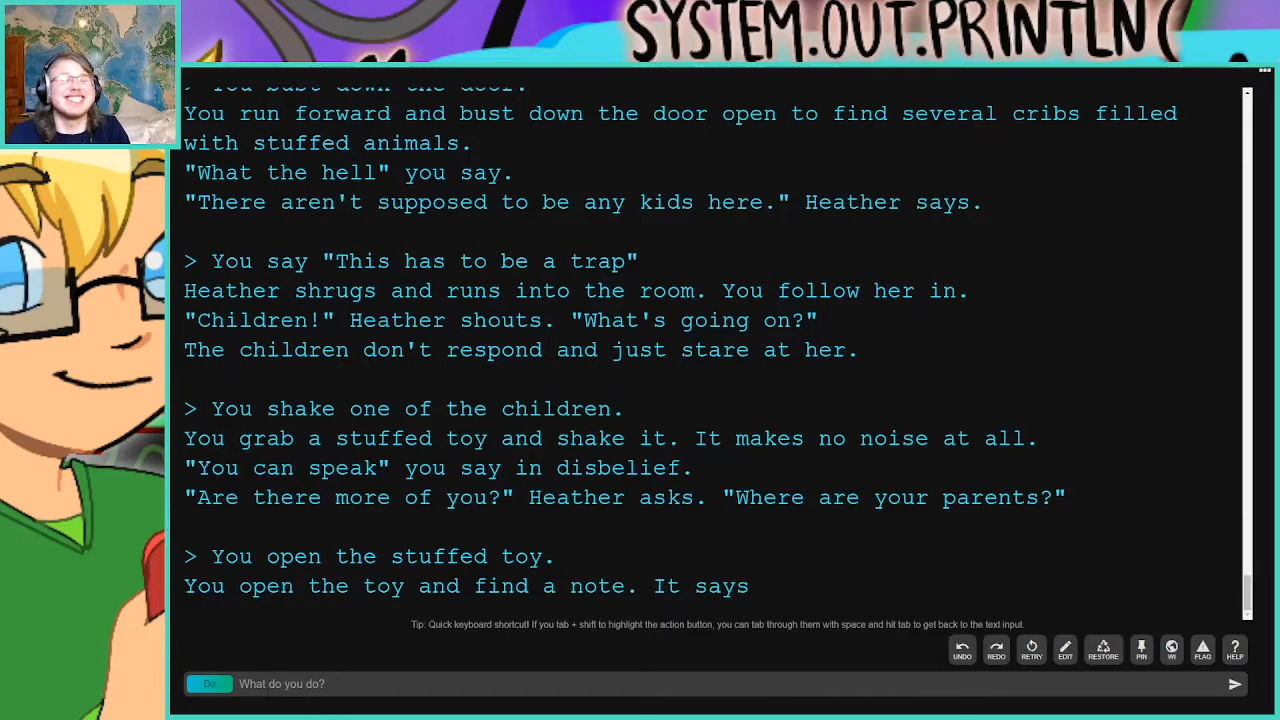 SYSTEM.OUT.PRINTLN(
> You bust down the door.
You run forward and bust down the door open to find several cribs filled
with stuffed animals.
"What the hell" you say.
"There aren't supposed to be any kids here." Heather says.
> You say "This has to be a trap"
Heather shrugs and runs into the room. You follow her in.
"Children!" Heather shouts. "What's going on?"
The children don't respond and just stare at her.
> You shake one of the children.
You grab a stuffed toy and shake it. It makes no noise at all.
"You can speak" you say in disbelief.
"Are there more of you?" Heather asks. "Where are your parents?"
> You open the stuffed toy.
You open the toy and find a note. It says
Tip: Quick keyboard shortcut! If you tab + shift to highlight the action button, you can tab through them with space and hit tab to get back to the text input.
UNDO REDO RETRY EDIT RESTORE PIN WI FLAG HELP
Do What do you do?